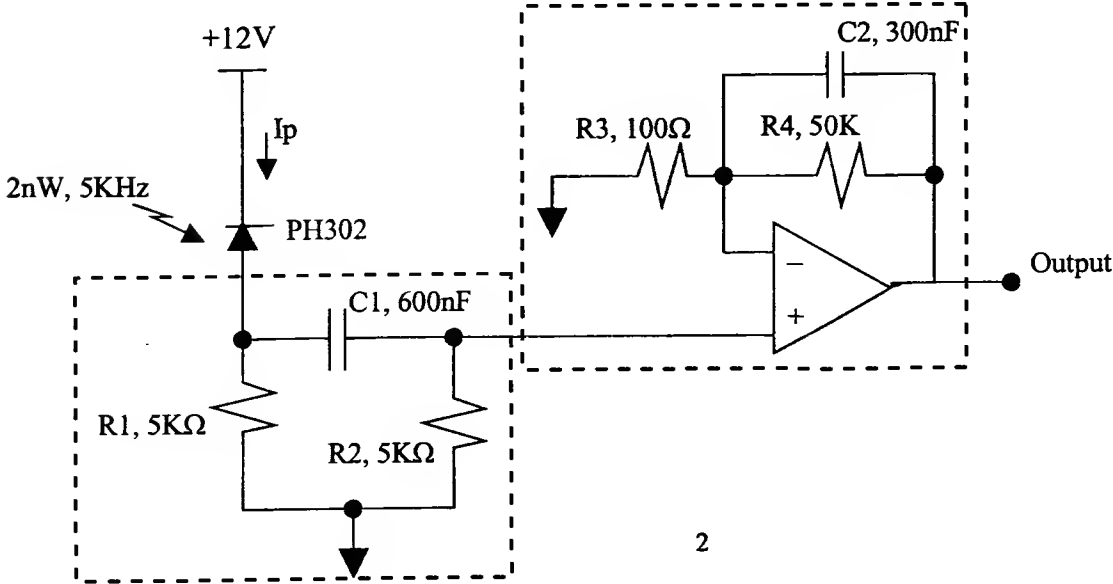 C2, 300nF
+12V
R3, 100Ω
R4, 50K
Ip
2nW, 5KHz
PH302
Output
C1, 600nF
R1, 5KΩ
R2, 5KΩ
−
+
2